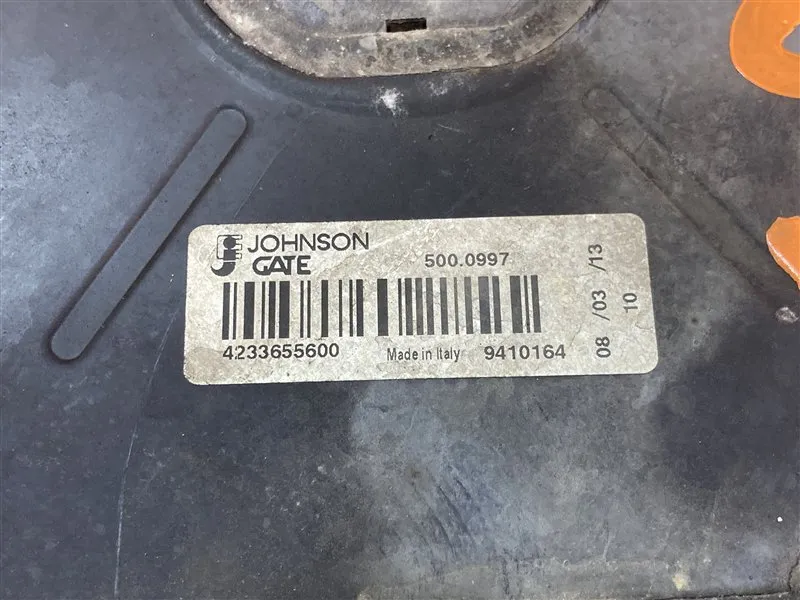 JOHNSON
GATE
500.0997
4233655600 Made in Italy 9410164
08 /03 /13
10